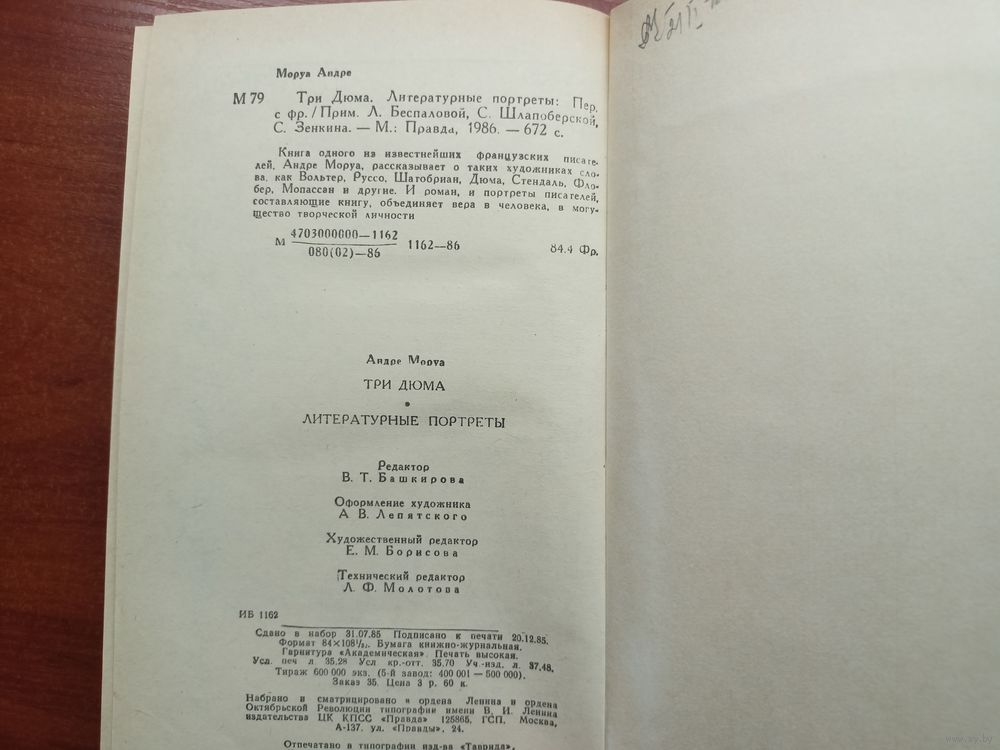 Моруа Андре
М 79 Три Дюма. Литературные портреты: Пер.
с фр. / Прим. Л. Беспаловой, С. Шлапоберской,
С. Зенкина. — М.: Правда, 1986. — 672 с.
Книга одного из известнейших французских писате-
лей, Андре Моруа, рассказывает о таких художниках сло-
ва, как Вольтер, Руссо, Шатобриан, Дюма, Стендаль, Фло-
бер, Мопассан и другие. И роман, и портреты писателей,
составляющие книгу, объединяет вера в человека, в могу-
щество творческой личности
М 4703000000—1162
080(02)—86
1162—86
84.4 Фр.
Андре Моруа
ТРИ ДЮМА
•
ЛИТЕРАТУРНЫЕ ПОРТРЕТЫ
Редактор
В. Т. Башкирова
Оформление художника
А. В. Лепятского
Художественный редактор
Е. М. Борисова
Технический редактор
Л. Ф. Молотова
ИБ 1162
Сдано в набор 31.07.85 Подписано к печати 20.12.85.
Формат 84×108¹/₃₂. Бумага книжно-журнальная.
Гарнитура «Академическая». Печать высокая.
Усл. печ л 35.28 Усл кр.-отт. 35.70 Уч.-изд. л. 37.48.
Тираж 600 000 экз. (5-й завод: 400 001 — 500 000).
Заказ 35. Цена 3 р. 60 к.
Набрано и сматрицировано в ордена Ленина и ордена
Октябрьской Революции типографии имени В. И. Ленина
издательства ЦК КПСС «Правда» 125865, ГСП, Москва,
А-137. ул. «Правды». 24.
Отпечатано в типографии изд-ва «Таврида».
www.ay.by